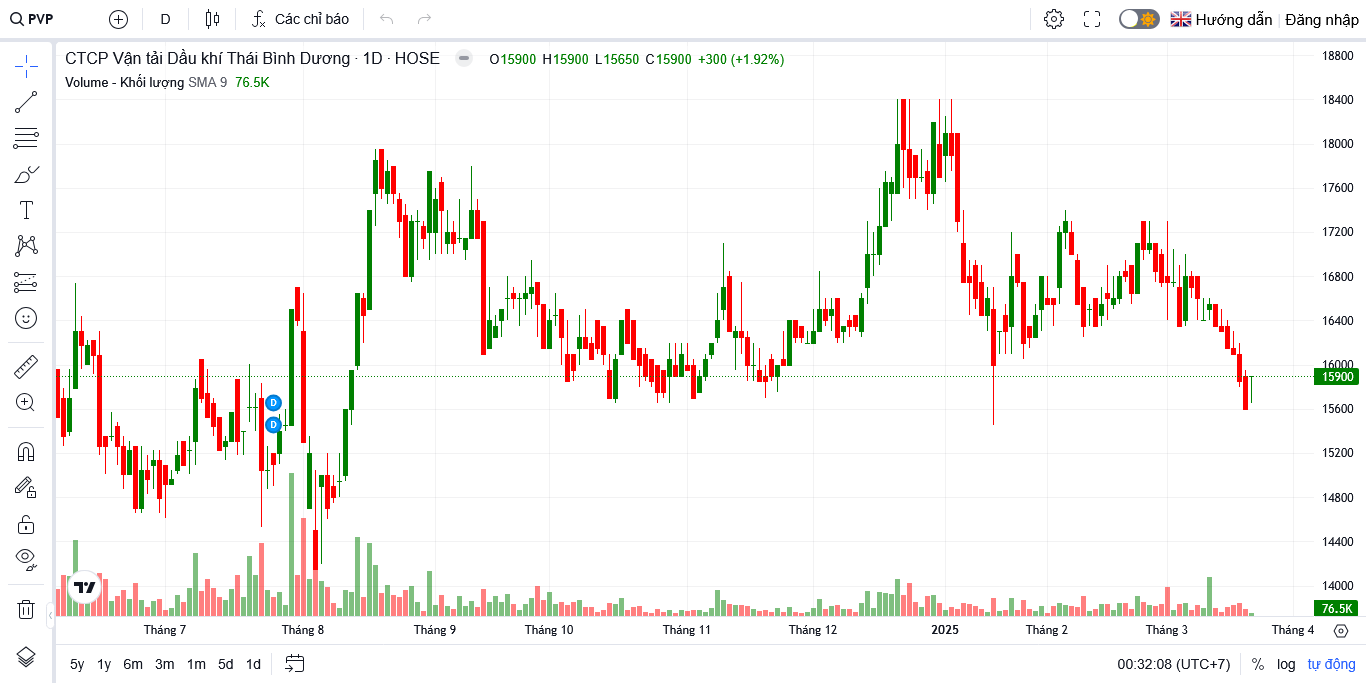 PVP D Các chỉ báo Hướng dẫn Đăng nhập
CTCP Vận tải Dầu khí Thái Bình Dương · 1D · HOSE O15900 H15900 L15650 C15900 +300 (+1.92%)
Volume - Khối lượng SMA 9 76.5K
18800
18400
18000
17600
17200
16800
16400
16000
15900
15600
15200
14800
14400
14000
76.5K
D
D
Tháng 7 Tháng 8 Tháng 9 Tháng 10 Tháng 11 Tháng 12 2025 Tháng 2 Tháng 3 Tháng 4
5y 1y 6m 3m 1m 5d 1d 00:32:08 (UTC+7) % log tự động